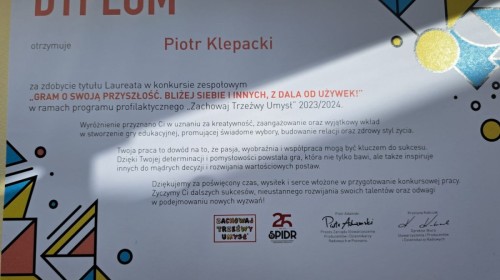 DYPLOM
otrzymuje
Piotr Klepacki
za zdobycie tytułu Laureata w konkursie zespołowym
„GRAM O SWOJĄ PRZYSZŁOŚĆ. BLIŻEJ SIEBIE I INNYCH, Z DALA OD UŻYWEK!"
w ramach programu profilaktycznego „Zachowaj Trzeźwy Umysł" 2023/2024.
Wyróżnienie przyznano Ci w uznaniu za kreatywność, zaangażowanie oraz wyjątkowy wkład
w stworzenie gry edukacyjnej, promującej świadome wybory, budowanie relacji oraz zdrowy styl życia.
Twoja praca to dowód na to, że pasja, wyobraźnia i współpraca mogą być kluczem do sukcesu.
Dzięki Twojej determinacji i pomysłowości powstała gra, która nie tylko bawi, ale także inspiruje
innych do mądrych decyzji i rozwijania wartościowych postaw.
Dziękujemy za poświęcony czas, wysiłek i serce włożone w przygotowanie konkursowej pracy.
Życzymy Ci dalszych sukcesów, nieustannego rozwijania swoich talentów oraz odwagi
w podejmowaniu nowych wyzwań!
ZACHOWAJ
TRZEŹWY
UMYSŁ
25
SPIDR